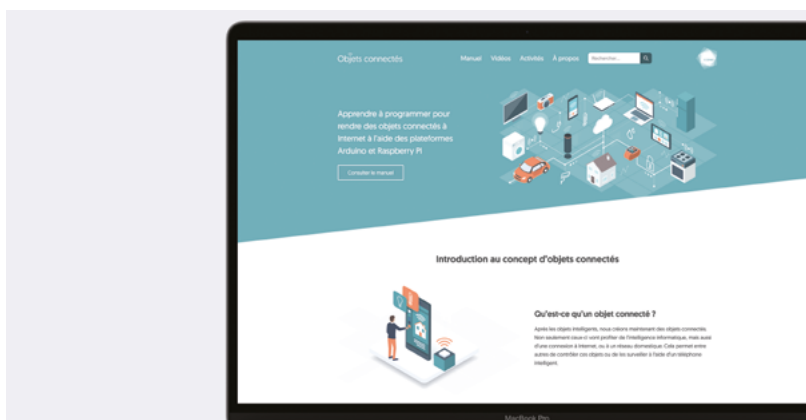 Objets connectés
Manuel Vidéos Activités À propos Rechercher...
Apprendre à programmer pour
rendre des objets connectés à
Internet à l'aide des plateformes
Arduino et Raspberry Pi
Consulter le manuel
Introduction au concept d'objets connectés
Qu'est-ce qu'un objet connecté ?
Après les objets intelligents, nous créons maintenant des objets connectés.
Non seulement ceux-ci vont profiter de l'intelligence informatique, mais aussi
d'une connexion à Internet, ou à un réseau domestique. Cela permet entre
autres de contrôler ces objets ou de les surveiller à l'aide d'un téléphone
intelligent.
MacBook Pro